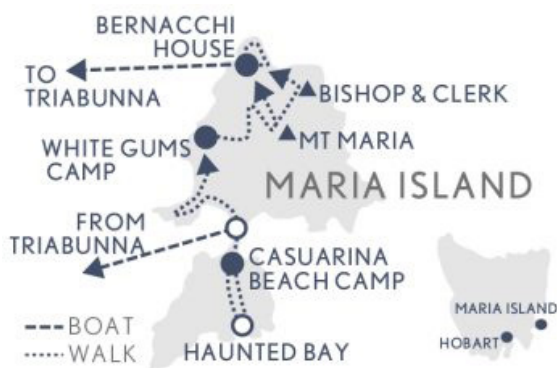 BERNACCHI
HOUSE
TO
TRIABUNNA
BISHOP & CLERK
WHITE GUMS
CAMP
MT MARIA
MARIA ISLAND
FROM
TRIABUNNA
CASUARINA
BEACH CAMP
HAUNTED BAY
BOAT
WALK
MARIA ISLAND
HOBART